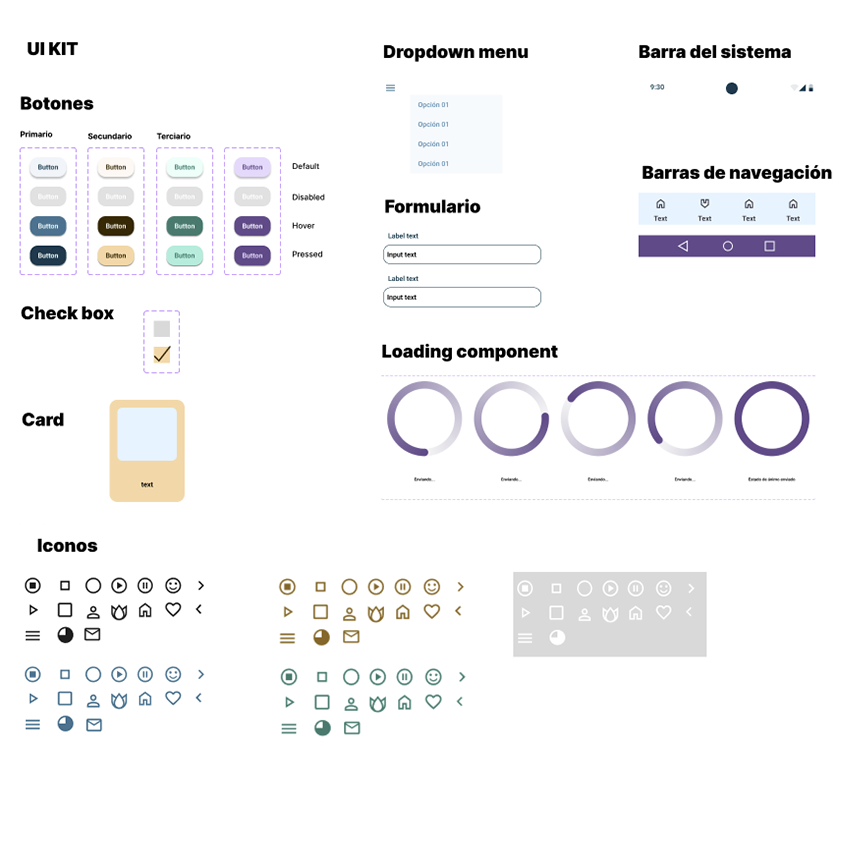 UI KIT
Botones
Primario
Secundario
Terciario
Button
Button
Button
Button
Default
Button
Button
Button
Button
Disabled
Button
Button
Button
Button
Hover
Button
Button
Button
Button
Pressed
Check box
Card
text
Dropdown menu
Opción 01
Opción 01
Opción 01
Opción 01
Formulario
Label text
Input text
Label text
Input text
Barra del sistema
9:30
Barras de navegación
Text
Text
Text
Text
Loading component
Enviando...
Enviando...
Enviando...
Enviando...
Estado de ánimo enviado
Iconos